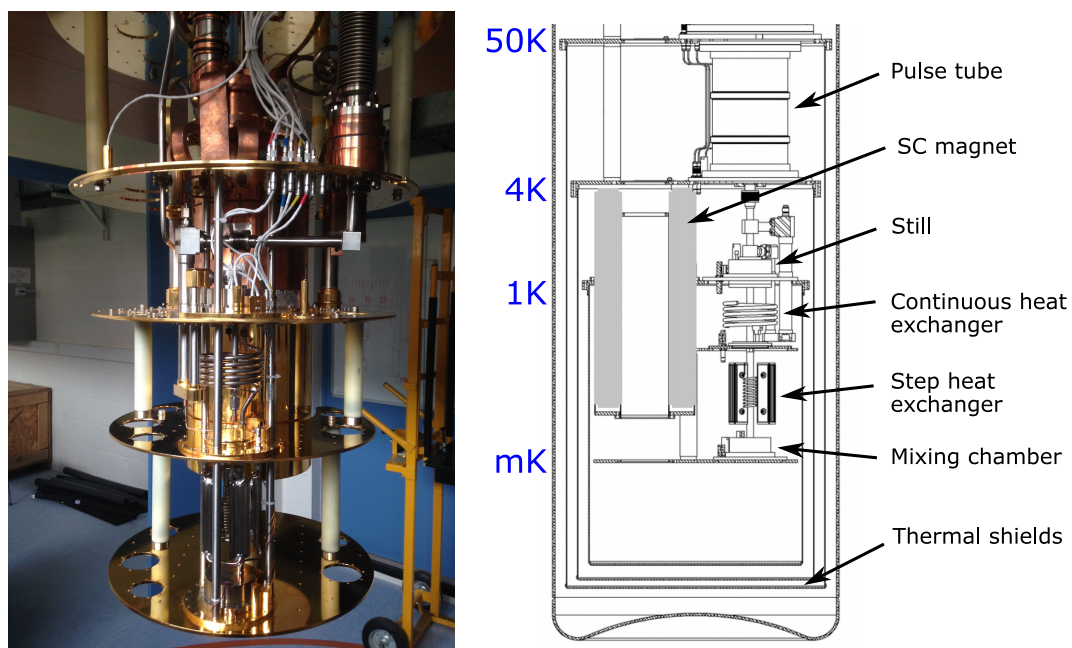 50K
Pulse tube
SC magnet
4K
Still
1K
Continuous heat
exchanger
Step heat
exchanger
mK
Mixing chamber
Thermal shields